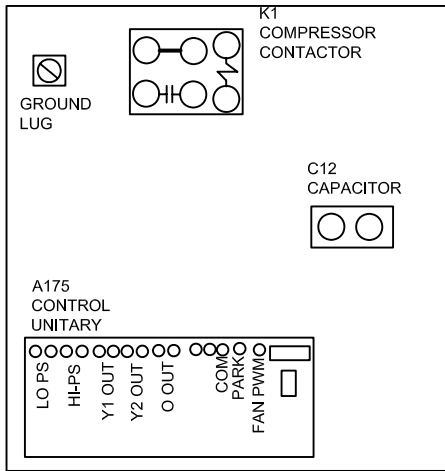 K1
COMPRESSOR
CONTACTOR
GROUND
LUG
C12
CAPACITOR
A175
CONTROL
UNITARY
LO PS
HI-PS
Y1 OUT
Y2 OUT
O OUT
COM
PARK
FAN PWM